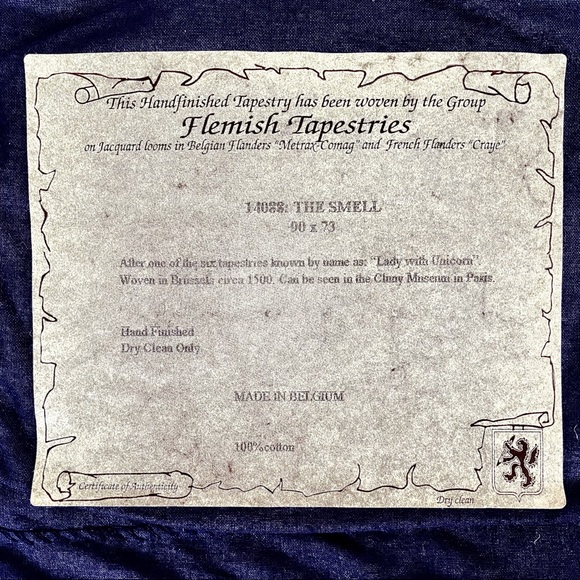 This Handfinished Tapestry has been woven by the Group
Flemish Tapestries
on Jacquard looms in Belgian Flanders "Metrax-Comag" and French Flanders "Craye"
14088: THE SMELL
90 x 73
After one of the six tapestries known by name as: "Lady with Unicorn".
Woven in Brussels circa 1500. Can be seen in the Cluny Museum in Paris.
Hand Finished
Dry Clean Only
MADE IN BELGIUM
100%cotton
Certificate of Authenticity
Dry clean